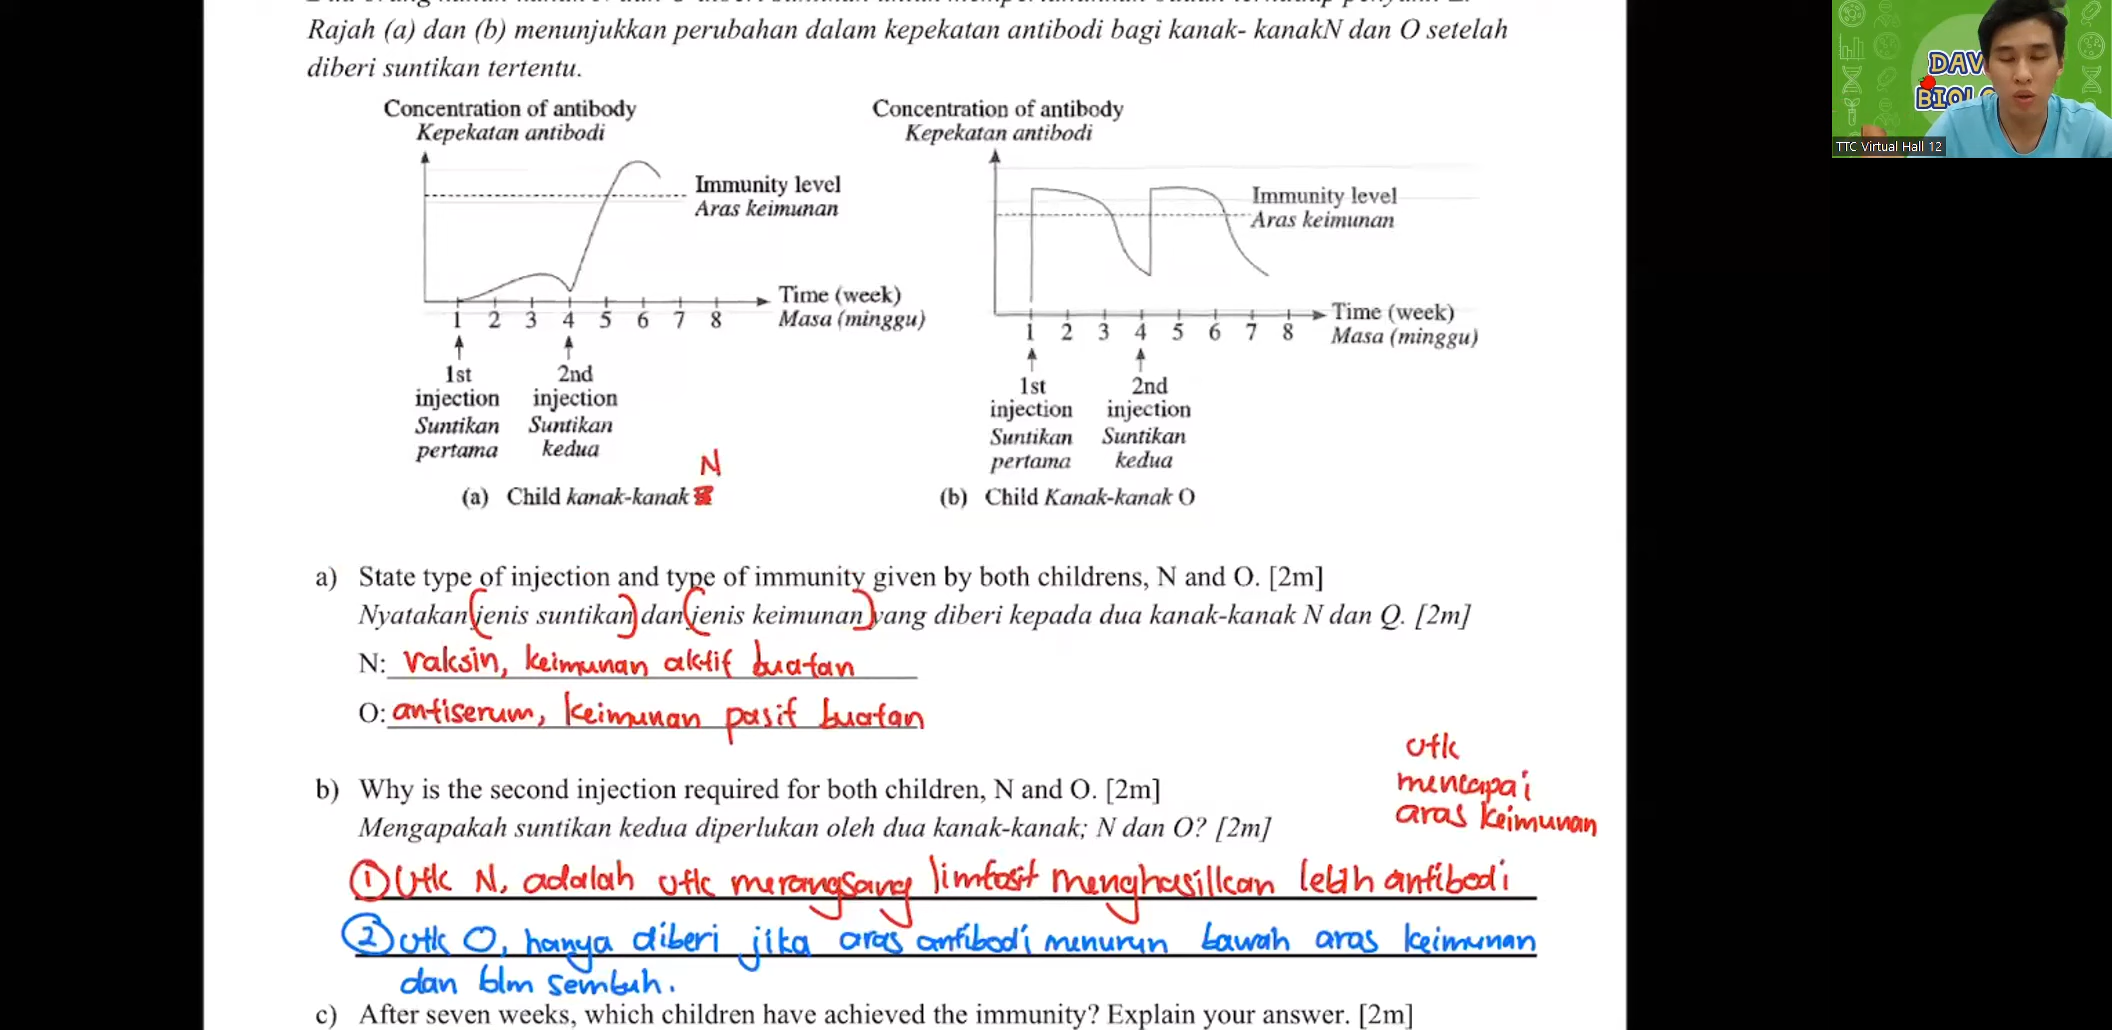 Rajah (a) dan (b) menunjukkan perubahan dalam kepekatan antibodi bagi kanak- kanakN dan O setelah
diberi suntikan tertentu.
Concentration of antibody
Kepekatan antibodi
Immunity level
Aras keimunan
Time (week)
Masa (minggu)
1 2 3 4 5 6 7 8
1st
injection
Suntikan
pertama
2nd
injection
Suntikan
kedua
N
(a) Child kanak-kanak
Concentration of antibody
Kepekatan antibodi
Immunity level
Aras keimunan
Time (week)
Masa (minggu)
1 2 3 4 5 6 7 8
1st
injection
Suntikan
pertama
2nd
injection
Suntikan
kedua
(b) Child Kanak-kanak O
DAV
BIOL
TTC Virtual Hall 12
a) State type of injection and type of immunity given by both childrens, N and O. [2m]
Nyatakan (jenis suntikan) dan (jenis keimunan) yang diberi kepada dua kanak-kanak N dan Q. [2m]
N: vaksin, keimunan aktif buatan
O: antiserum, keimunan pasif buatan
utk
mencapai
aras keimunan
b) Why is the second injection required for both children, N and O. [2m]
Mengapakah suntikan kedua diperlukan oleh dua kanak-kanak; N dan O? [2m]
① Utk N, adalah utk merangsang limfosit menghasilkan lebih antibodi
② utk O, hanya diberi jika aras antibodi menurun bawah aras keimunan
dan blm sembuh.
c) After seven weeks, which children have achieved the immunity? Explain your answer. [2m]